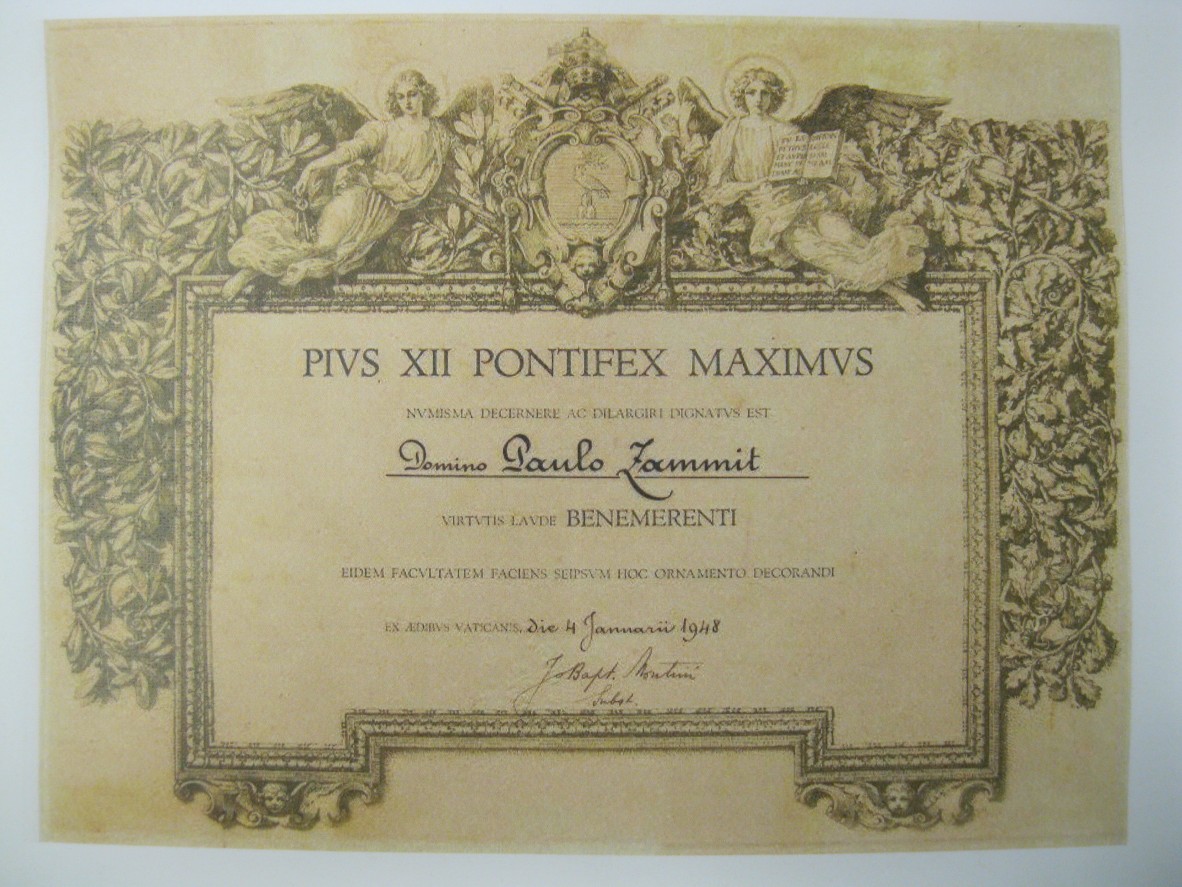 PIVS XII PONTIFEX MAXIMVS
NVMISMA DECERNERE AC DILARGIRI DIGNATVS EST
Domino Paulo Zammit
VIRTVTIS LAVDE BENEMERENTI
EIDEM FACVLTATEM FACIENS SEIPSVM HOC ORNAMENTO DECORANDI
EX ÆDIBVS VATICANIS, die 4 Januarii 1948
Jo Bapt. Montini
Subst.